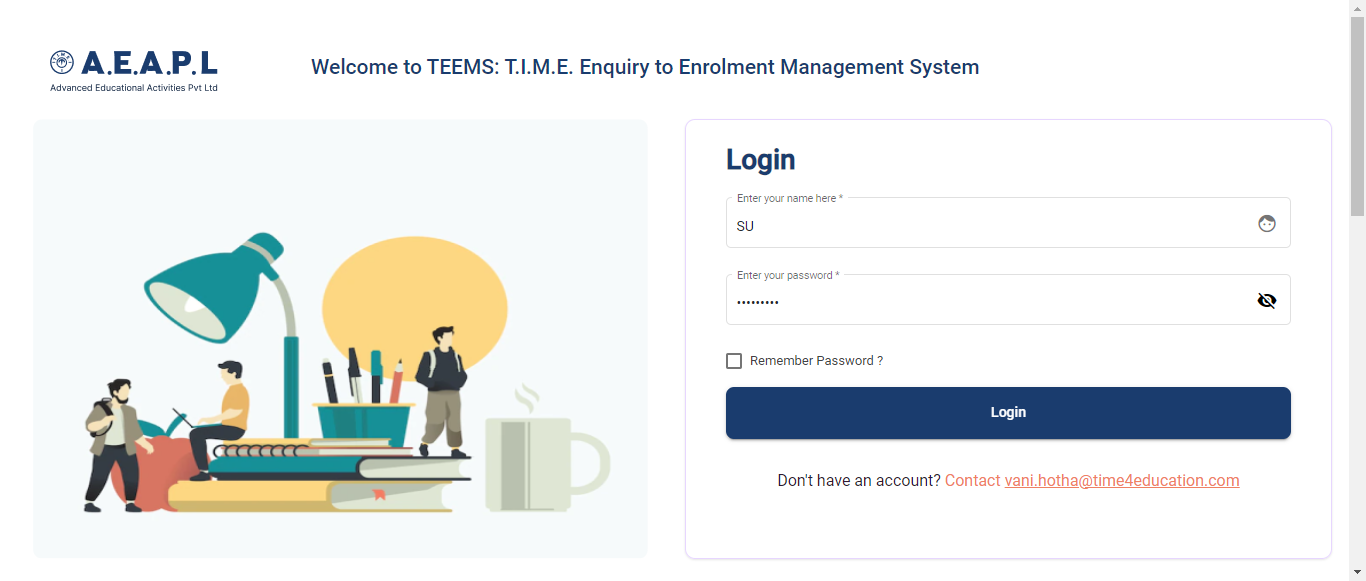 A.E.A.P.L
Advanced Educational Activities Pvt Ltd
Welcome to TEEMS: T.I.M.E. Enquiry to Enrolment Management System
Login
Enter your name here *
SU
Enter your password *
•••••••••
Remember Password ?
Login
Don't have an account? Contact vani.hotha@time4education.com